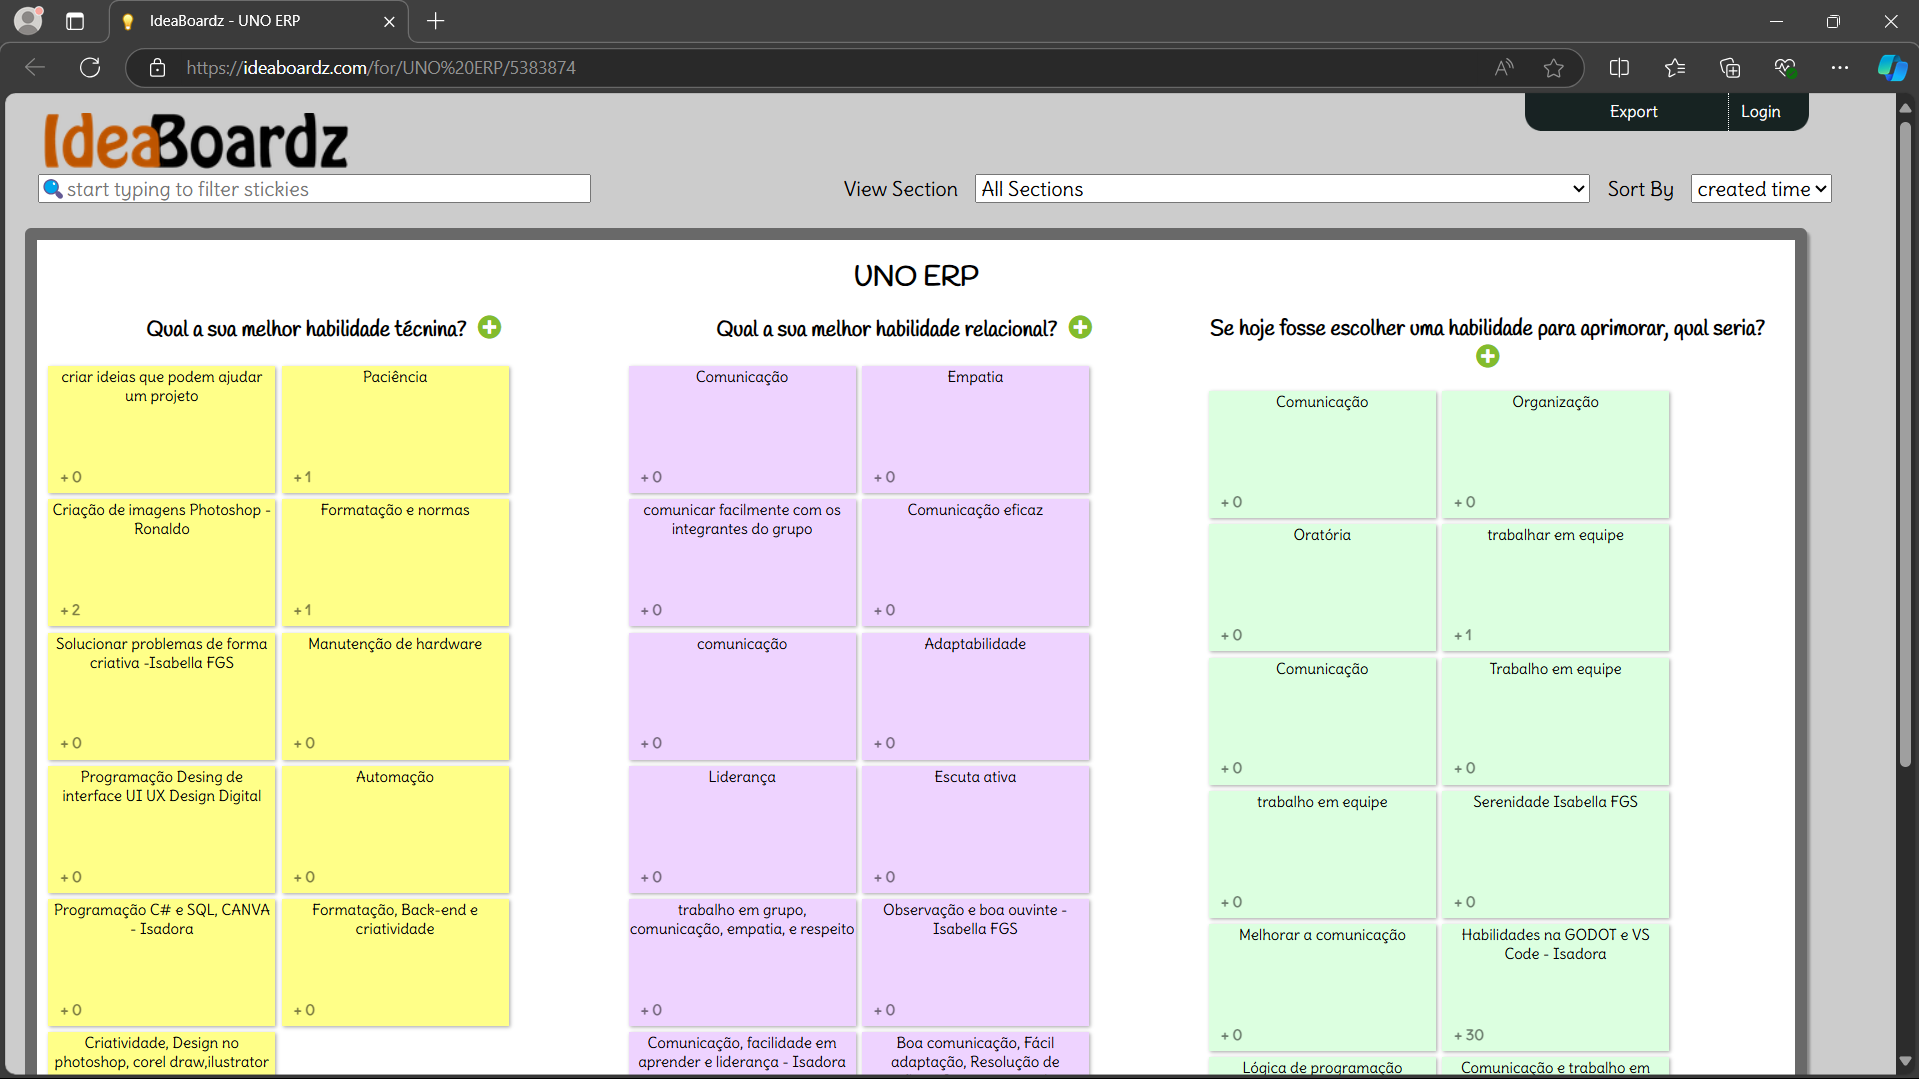 IdeaBoardz - UNO ERP
https://ideaboardz.com/for/UNO%20ERP/5383874
Export
Login
IdeaBoardz
start typing to filter stickies
View Section
All Sections
Sort By
created time
UNO ERP
Qual a sua melhor habilidade técnina?
criar ideias que podem ajudar
um projeto
+ 0
Paciência
+ 1
Criação de imagens Photoshop -
Ronaldo
+ 2
Formatação e normas
+ 1
Solucionar problemas de forma
criativa -Isabella FGS
+ 0
Manutenção de hardware
+ 0
Programação Desing de
interface UI UX Design Digital
+ 0
Automação
+ 0
Programação C# e SQL, CANVA
- Isadora
+ 0
Formatação, Back-end e
criatividade
+ 0
Criatividade, Design no
photoshop, corel draw,ilustrator
Qual a sua melhor habilidade relacional?
Comunicação
+ 0
Empatia
+ 0
comunicar facilmente com os
integrantes do grupo
+ 0
Comunicação eficaz
+ 0
comunicação
+ 0
Adaptabilidade
+ 0
Liderança
+ 0
Escuta ativa
+ 0
trabalho em grupo,
comunicação, empatia, e respeito
+ 0
Observação e boa ouvinte -
Isabella FGS
+ 0
Comunicação, facilidade em
aprender e liderança - Isadora
Boa comunicação, Fácil
adaptação, Resolução de
Se hoje fosse escolher uma habilidade para aprimorar, qual seria?
Comunicação
+ 0
Organização
+ 0
Oratória
+ 0
trabalhar em equipe
+ 1
Comunicação
+ 0
Trabalho em equipe
+ 0
trabalho em equipe
+ 0
Serenidade Isabella FGS
+ 0
Melhorar a comunicação
+ 0
Habilidades na GODOT e VS
Code - Isadora
+ 30
Lógica de programação
Comunicação e trabalho em